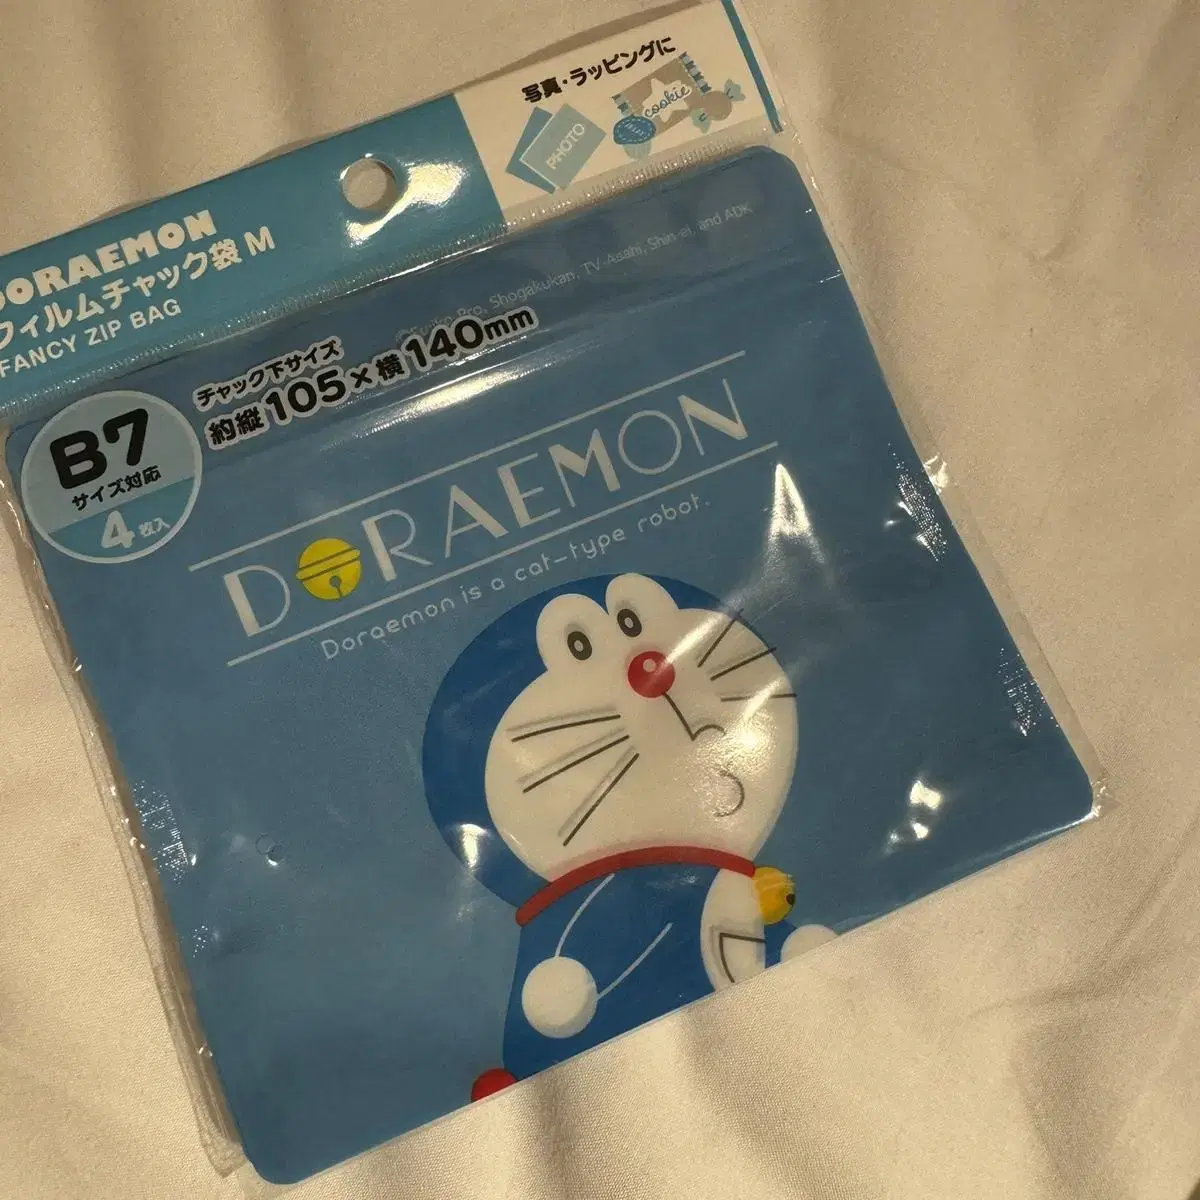 DORAEMON
フィルムチャック袋 M
FANCY ZIP BAG
写真・ラッピングに
PHOTO
cookie
©Fujiko-Pro, Shogakukan, TV-Asahi, Shin-ei, and ADK
チャック下サイズ
約縦105×横140mm
B7
サイズ対応
4枚入
DORAEMON
Doraemon is a cat-type robot.